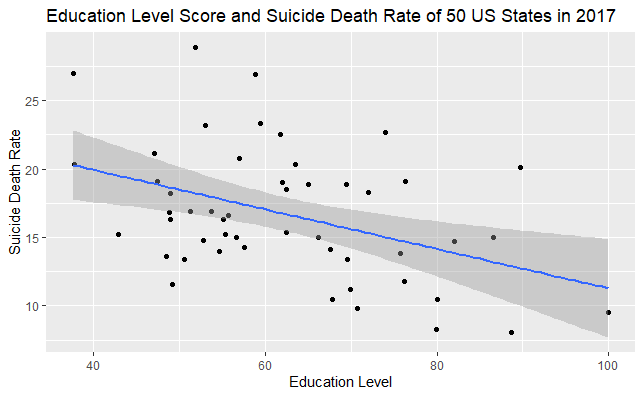 Education Level Score and Suicide Death Rate of 50 US States in 2017
Suicide Death Rate
25
20
15
10
40 60 80 100
Education Level